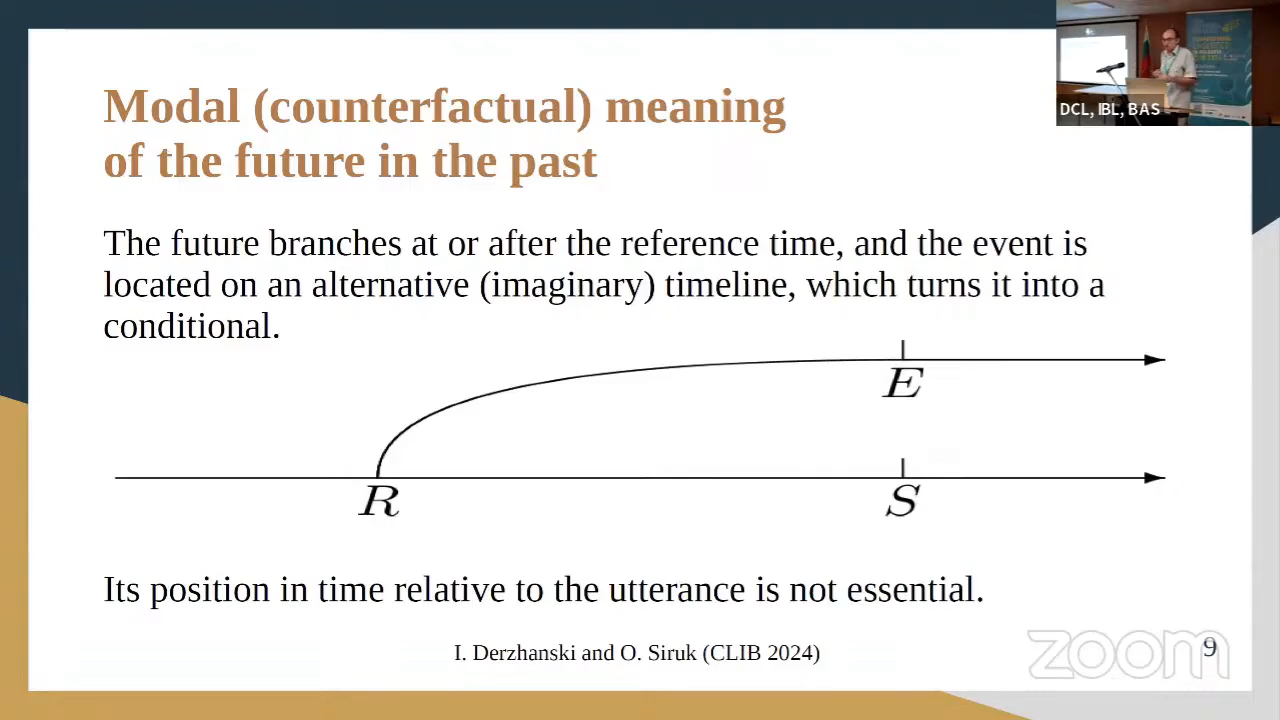 Modal (counterfactual) meaning
of the future in the past
DCL, IBL, BAS
The future branches at or after the reference time, and the event is
located on an alternative (imaginary) timeline, which turns it into a
conditional.
E
R
S
Its position in time relative to the utterance is not essential.
I. Derzhanski and O. Siruk (CLIB 2024)
zoom
9